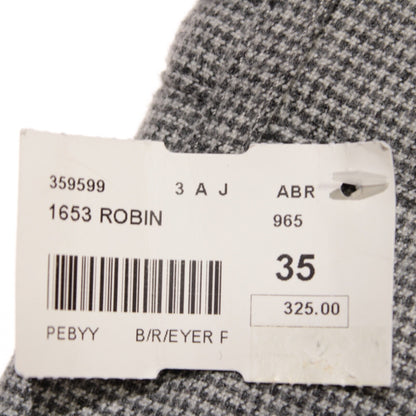 359599 3 A J ABR
1653 ROBIN 965
35
325.00
PEBYY B/R/EYER F